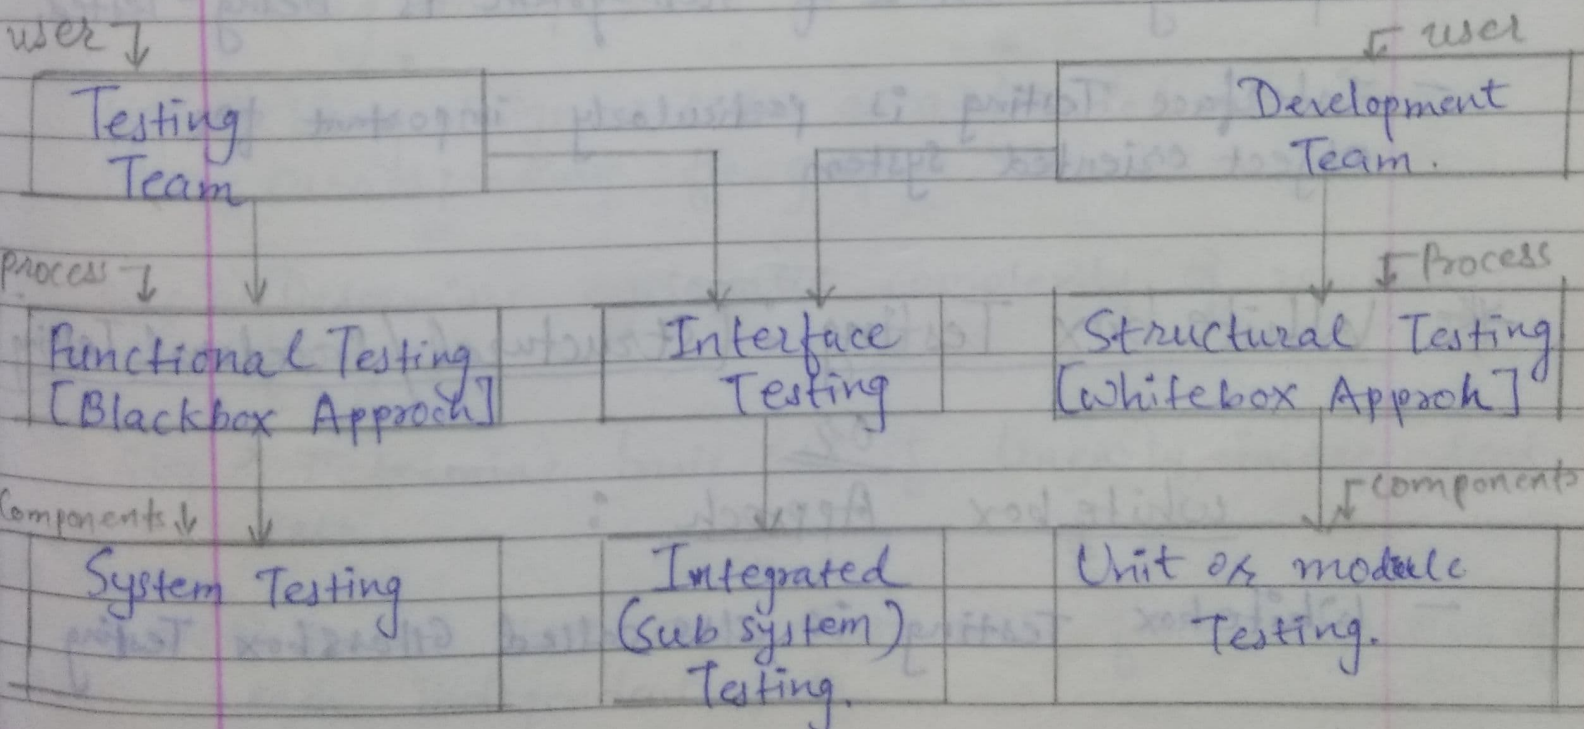 user
user
Testing
Team
Development
Team.
process
Process
Functional Testing
[Blackbox Approch]
Interface
Testing
Structural Testing
[Whitebox Approh]
Components
components
System Testing
Integrated
(sub system)
Testing.
Unit or module
Testing.